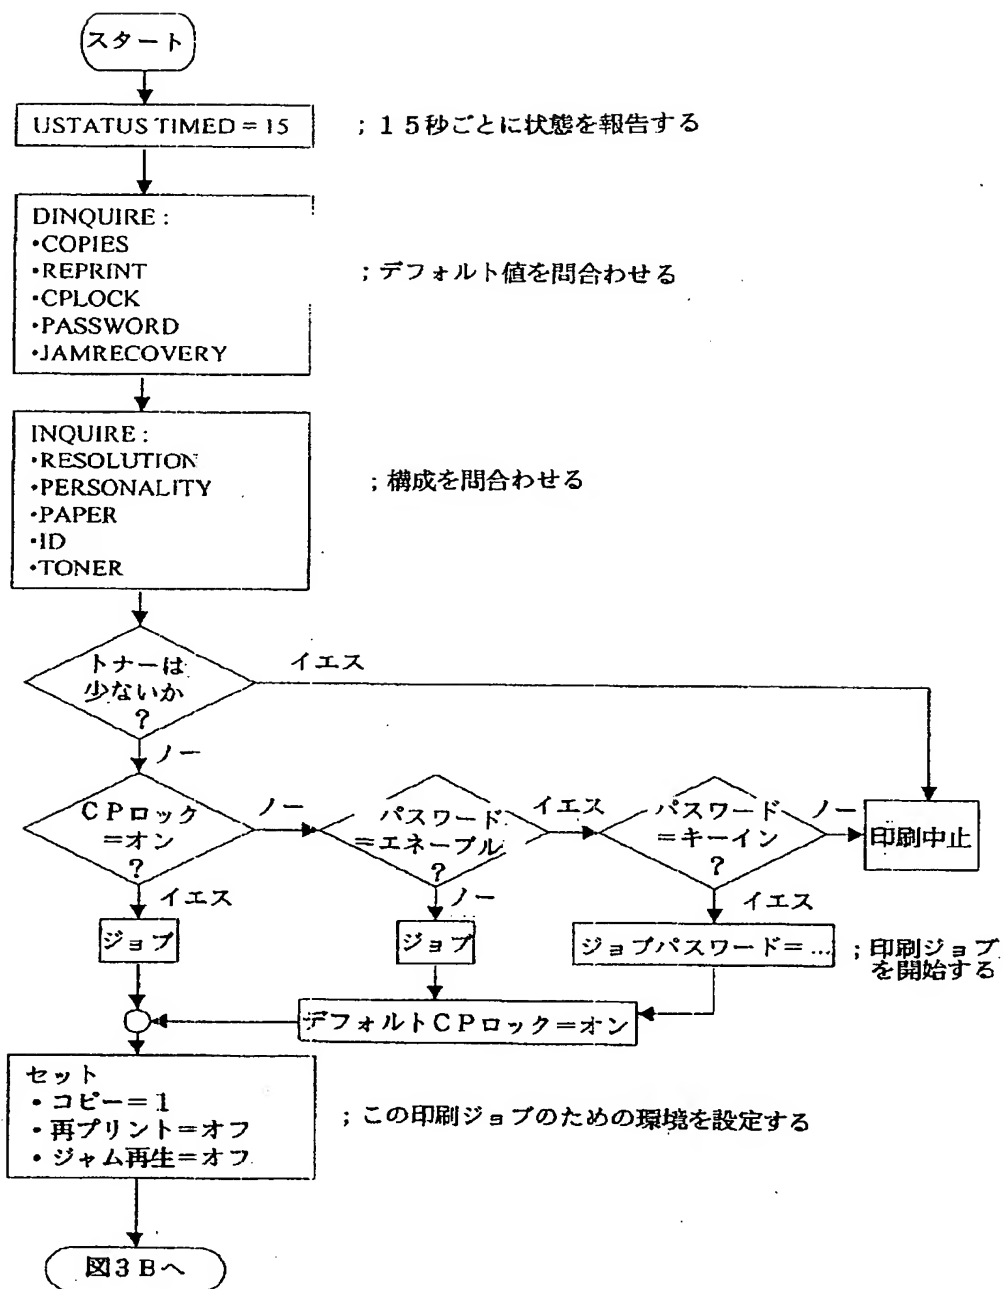 スタート
USTATUS TIMED = 15
；１５秒ごとに状態を報告する
DINQUIRE :
•COPIES
•REPRINT
•CPLOCK
•PASSWORD
•JAMRECOVERY
；デフォルト値を問合わせる
INQUIRE :
•RESOLUTION
•PERSONALITY
•PAPER
•ID
•TONER
；構成を問合わせる
トナーは
少ないか
？
イエス
ノー
ＣＰロック
＝オン
？
ノー
パスワード
＝エネーブル
？
イエス
パスワード
＝キーイン
？
ノー
印刷中止
イエス
ノー
イエス
ジョブ
ジョブ
ジョブパスワード＝…
；印刷ジョブ
を開始する
デフォルトＣＰロック＝オン
セット
•コピー＝１
•再プリント＝オフ
•ジャム再生＝オフ
；この印刷ジョブのための環境を設定する
図３Ｂへ